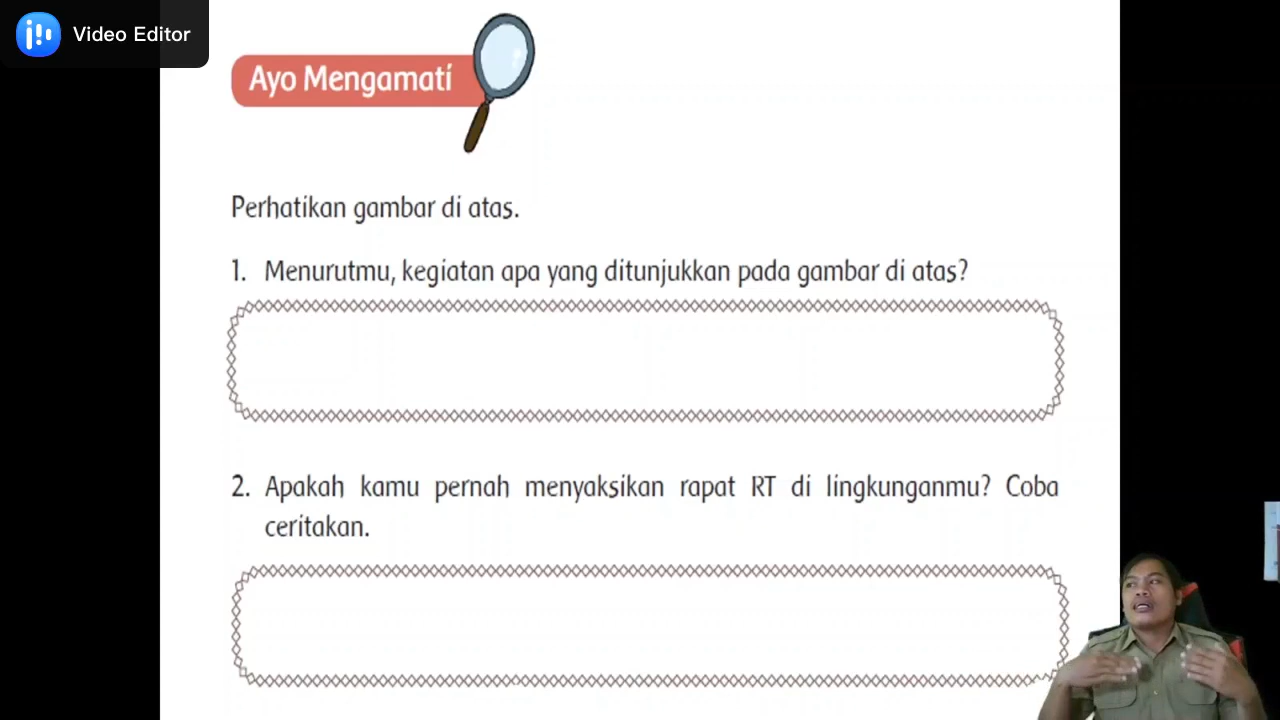 Video Editor
Ayo Mengamati
Perhatikan gambar di atas.
1. Menurutmu, kegiatan apa yang ditunjukkan pada gambar di atas?
2. Apakah kamu pernah menyaksikan rapat RT di lingkunganmu? Coba
ceritakan.